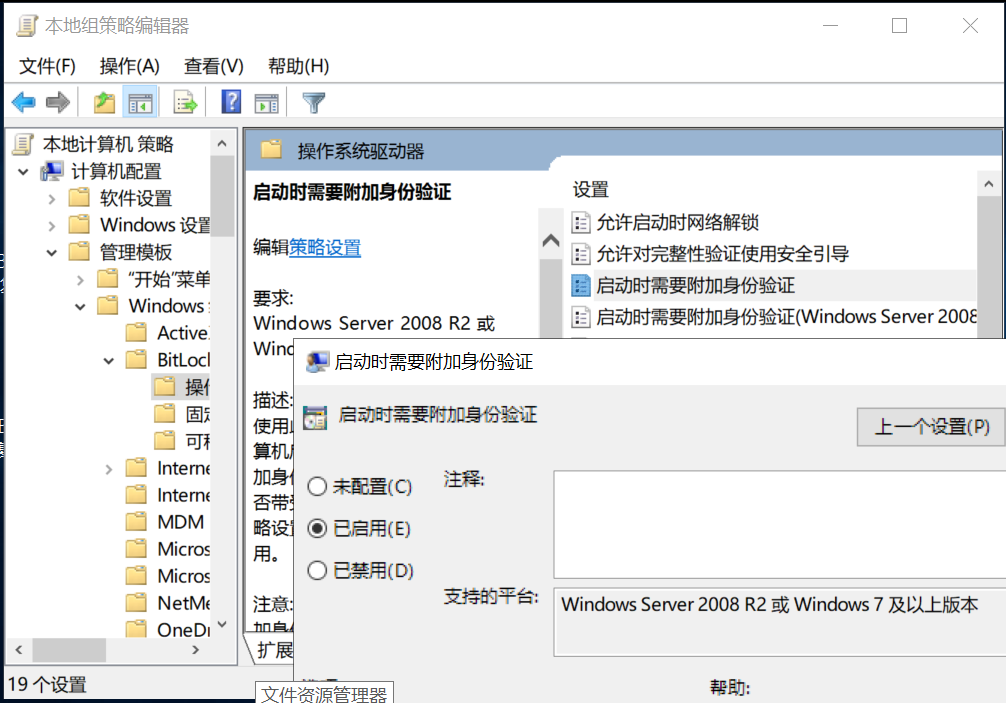 本地组策略编辑器
文件(F) 操作(A) 查看(V) 帮助(H)
本地计算机 策略
计算机配置
软件设置
Windows 设置
管理模板
“开始”菜单
Windows
Active
BitLoc
操作
固定
可移
Interne
Interne
MDM
Micros
Micros
NetMe
OneDr
19 个设置
操作系统驱动器
启动时需要附加身份验证
编辑策略设置
要求:
Windows Server 2008 R2 或
Wind
描述:
使用此
算机启
加身份
否带受
略设置
用。
注意:
加身份
扩展
设置
允许启动时网络解锁
允许对完整性验证使用安全引导
启动时需要附加身份验证
启动时需要附加身份验证(Windows Server 2008
启动时需要附加身份验证
启动时需要附加身份验证
上一个设置(P)
未配置(C)
已启用(E)
已禁用(D)
注释:
支持的平台:
Windows Server 2008 R2 或 Windows 7 及以上版本
帮助:
文件资源管理器